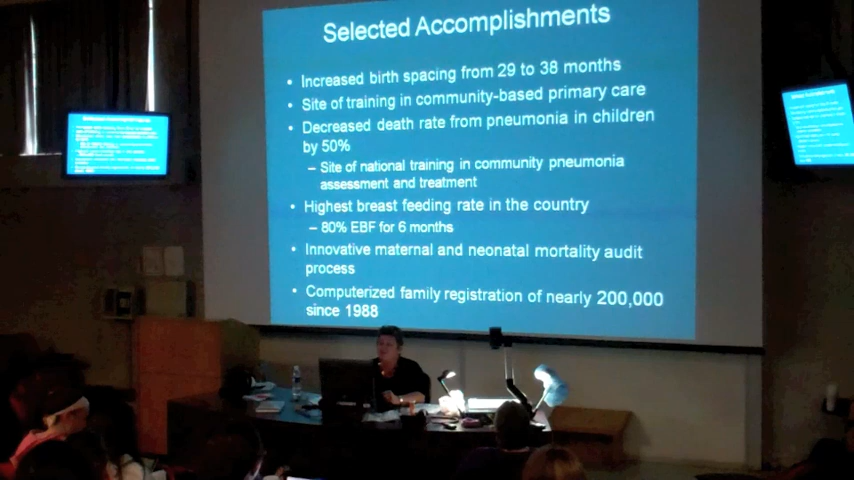 Selected Accomplishments
• Increased birth spacing from 29 to 38 months
• Site of training in community-based primary care
• Decreased death rate from pneumonia in children
by 50%
– Site of national training in community pneumonia
assessment and treatment
• Highest breast feeding rate in the country
– 80% EBF for 6 months
• Innovative maternal and neonatal mortality audit
process
• Computerized family registration of nearly 200,000
since 1988